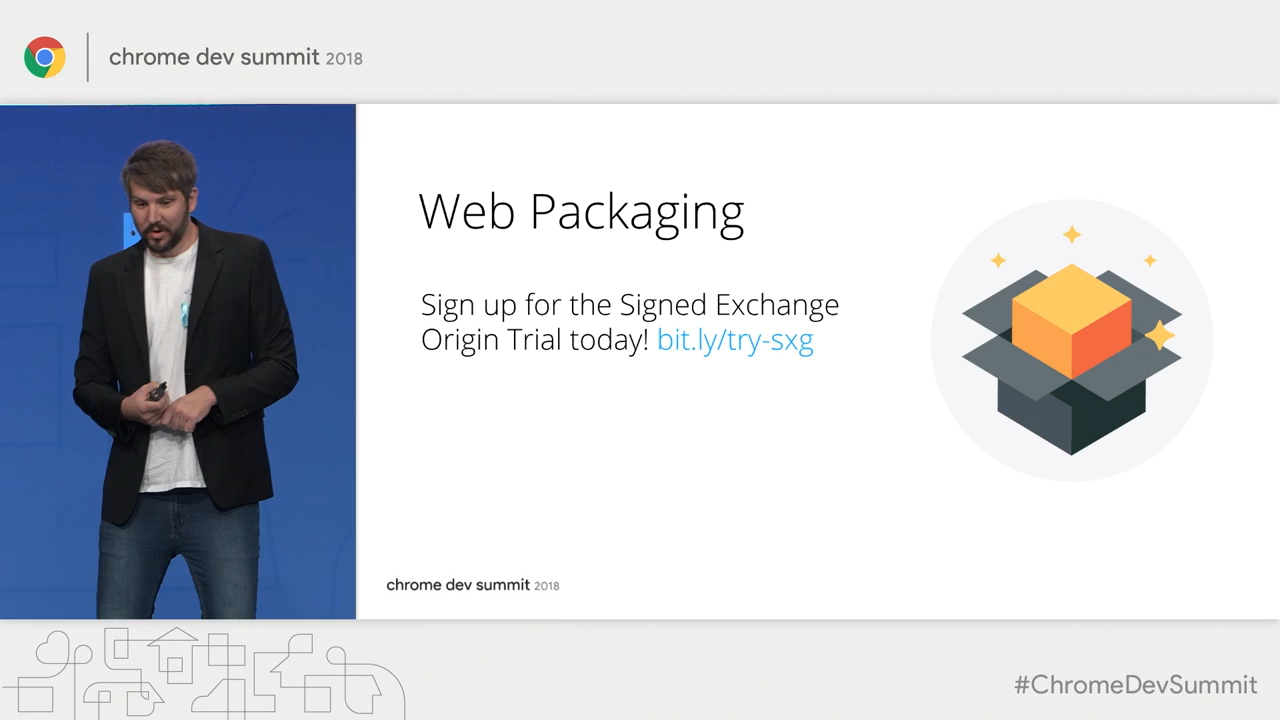 chrome dev summit 2018
Web Packaging
Sign up for the Signed Exchange
Origin Trial today! bit.ly/try-sxg
chrome dev summit 2018
#ChromeDevSummit